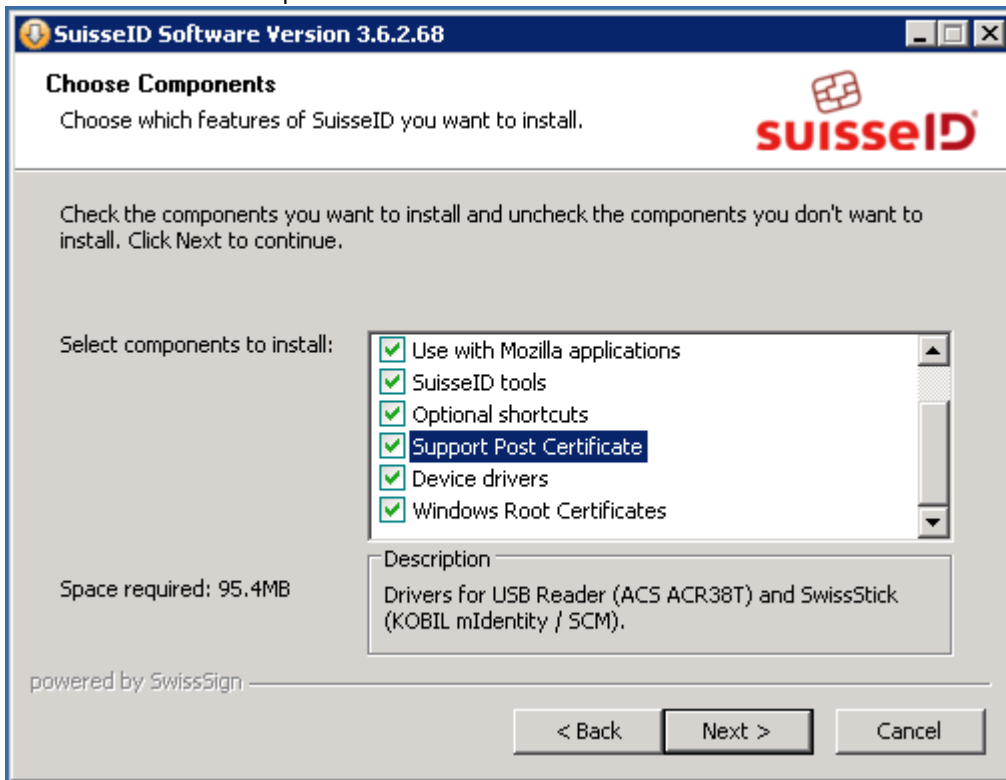 SuisseID Software Version 3.6.2.68
Choose Components
Choose which features of SuisseID you want to install.
suisseID
Check the components you want to install and uncheck the components you don't want to
install. Click Next to continue.
Select components to install:
Use with Mozilla applications
SuisseID tools
Optional shortcuts
Support Post Certificate
Device drivers
Windows Root Certificates
Space required: 95.4MB
Description
Drivers for USB Reader (ACS ACR38T) and SwissStick
(KOBIL mIdentity / SCM).
powered by SwissSign
< Back
Next >
Cancel